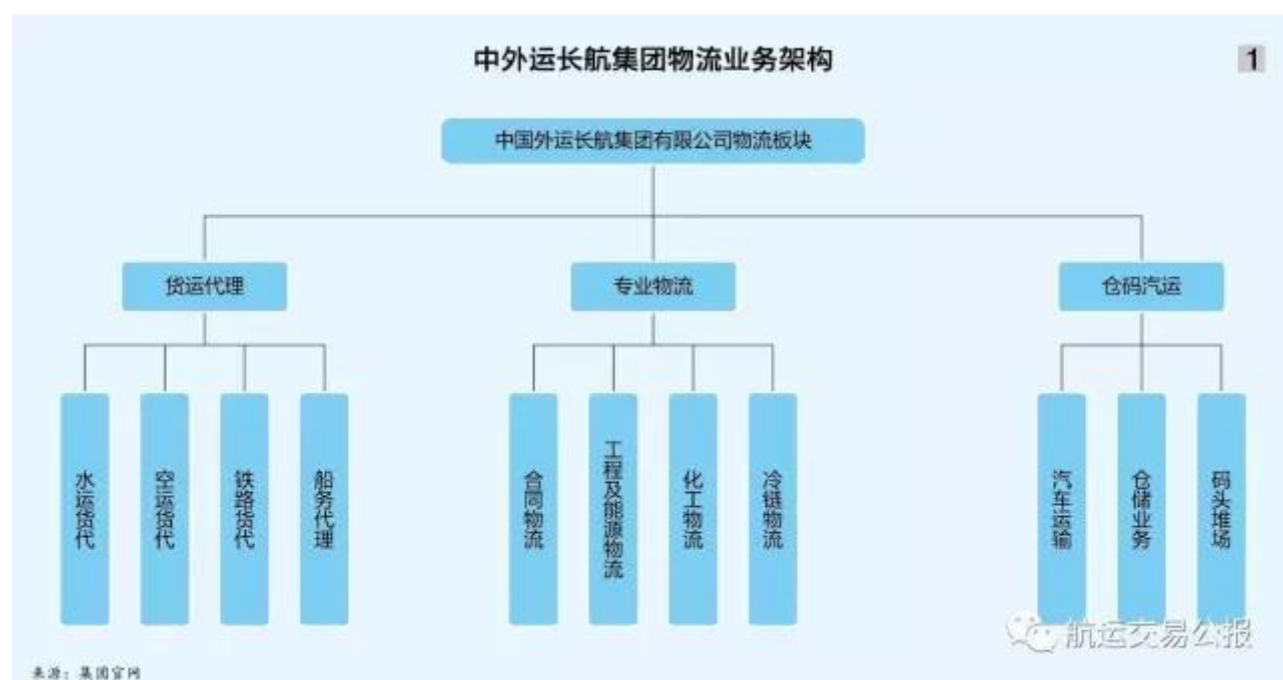 中外运长航集团物流业务架构
1
中国外运长航集团有限公司物流板块
货运代理
专业物流
仓码汽运
水运货代
空运货代
铁路货代
船务代理
合同物流
工程及能源物流
化工物流
冷链物流
汽车运输
仓储业务
码头堆场
航运交易公报
来源：集团官网